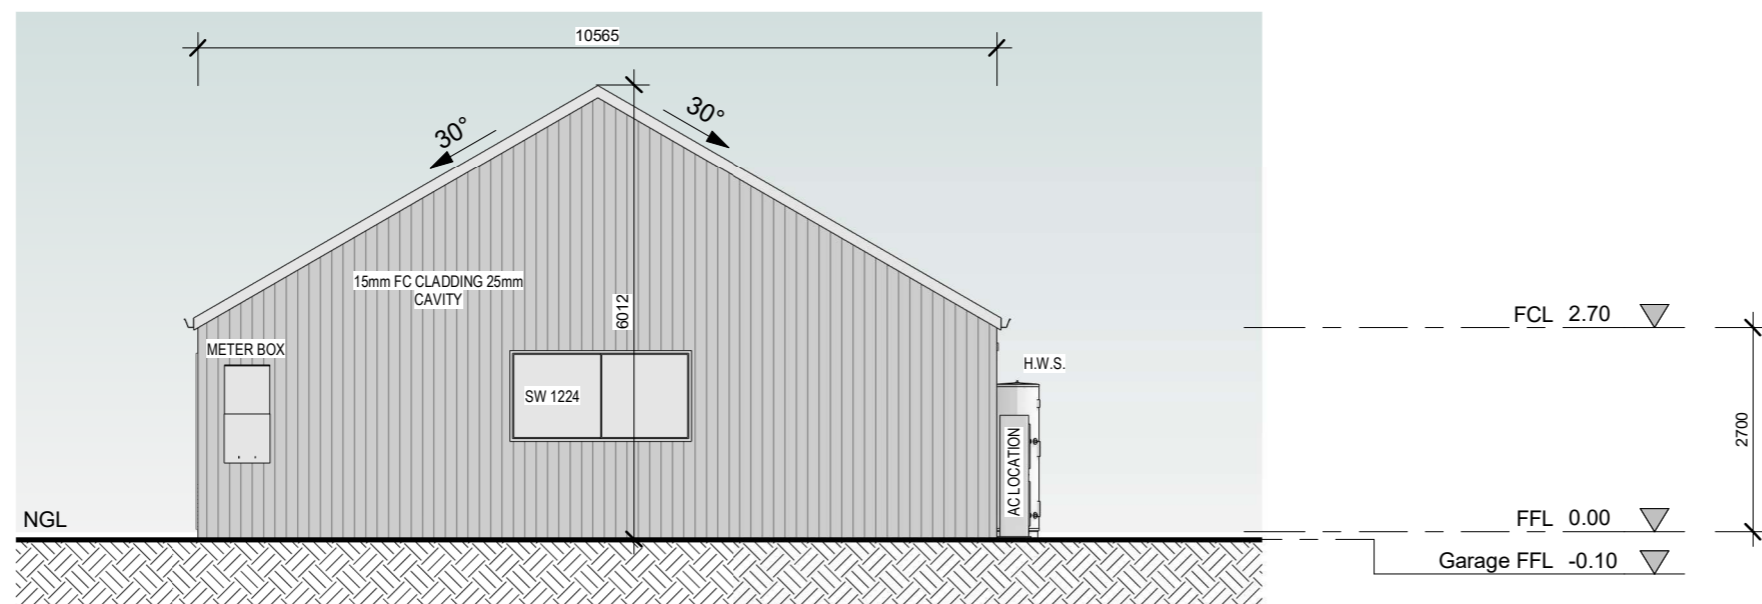 10565
30°
30°
15mm FC CLADDING 25mm
CAVITY
6012
FCL 2.70
METER BOX
H.W.S.
SW 1224
2700
AC LOCATION
NGL
FFL 0.00
Garage FFL -0.10